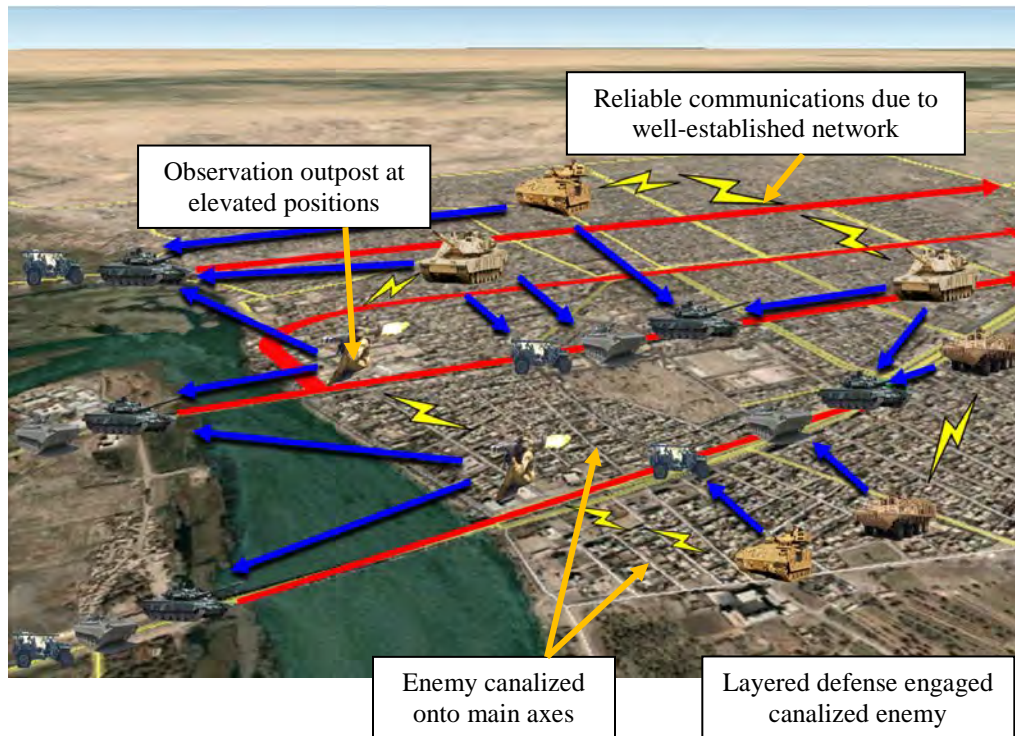 Reliable communications due to
well-established network
Observation outpost at
elevated positions
Enemy canalized
onto main axes
Layered defense engaged
canalized enemy